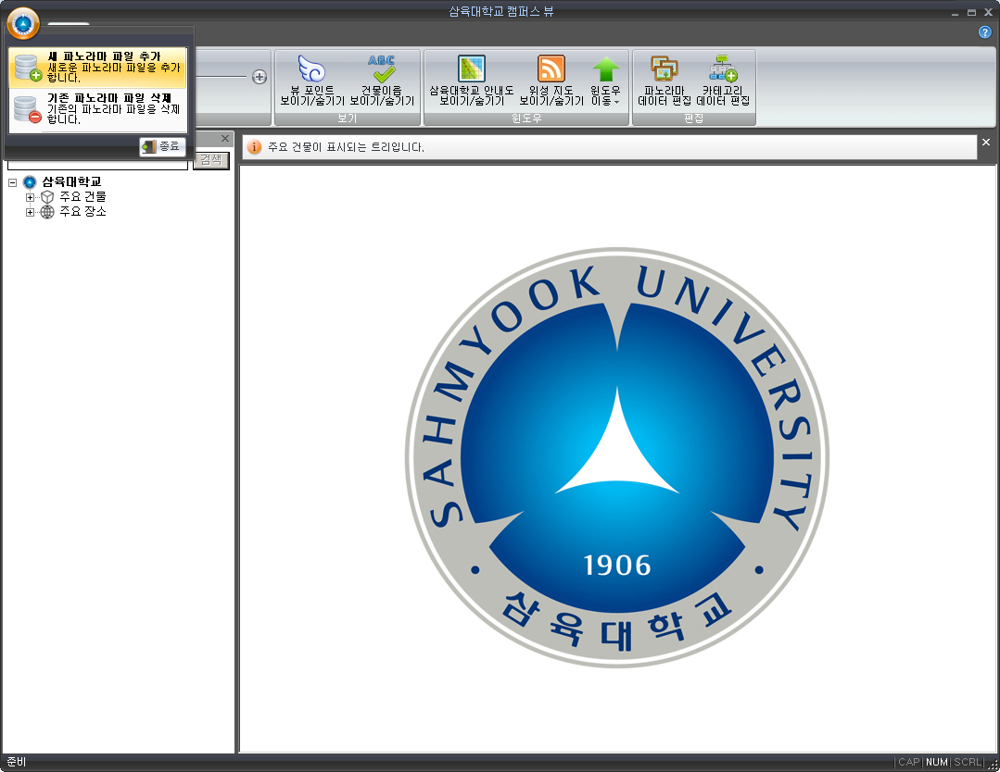 삼육대학교 캠퍼스 뷰
새 파노라마 파일 추가
새로운 파노라마 파일을 추가
합니다.
기존 파노라마 파일 삭제
기존의 파노라마 파일을 삭제
합니다.
종료
뷰 포인트
보이기/숨기기
건물이름
보이기/숨기기
보기
삼육대학교 안내도
보이기/숨기기
위성 지도
보이기/숨기기
윈도우
이동
윈도우
파노라마
데이터 편집
카테고리
데이터 편집
편집
ABC
검색
주요 건물이 표시되는 트리입니다.
삼육대학교
주요 건물
주요 장소
SAHMYOOK UNIVERSITY
1906
삼육대학교
준비
CAP NUM SCRL